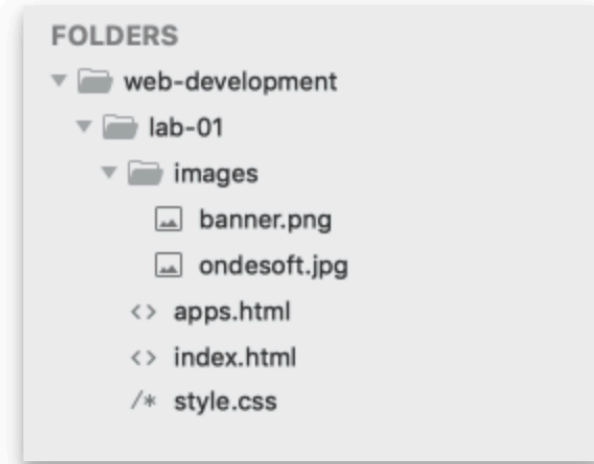 FOLDERS
web-development
lab-01
images
banner.png
ondesoft.jpg
<> apps.html
<> index.html
/* style.css